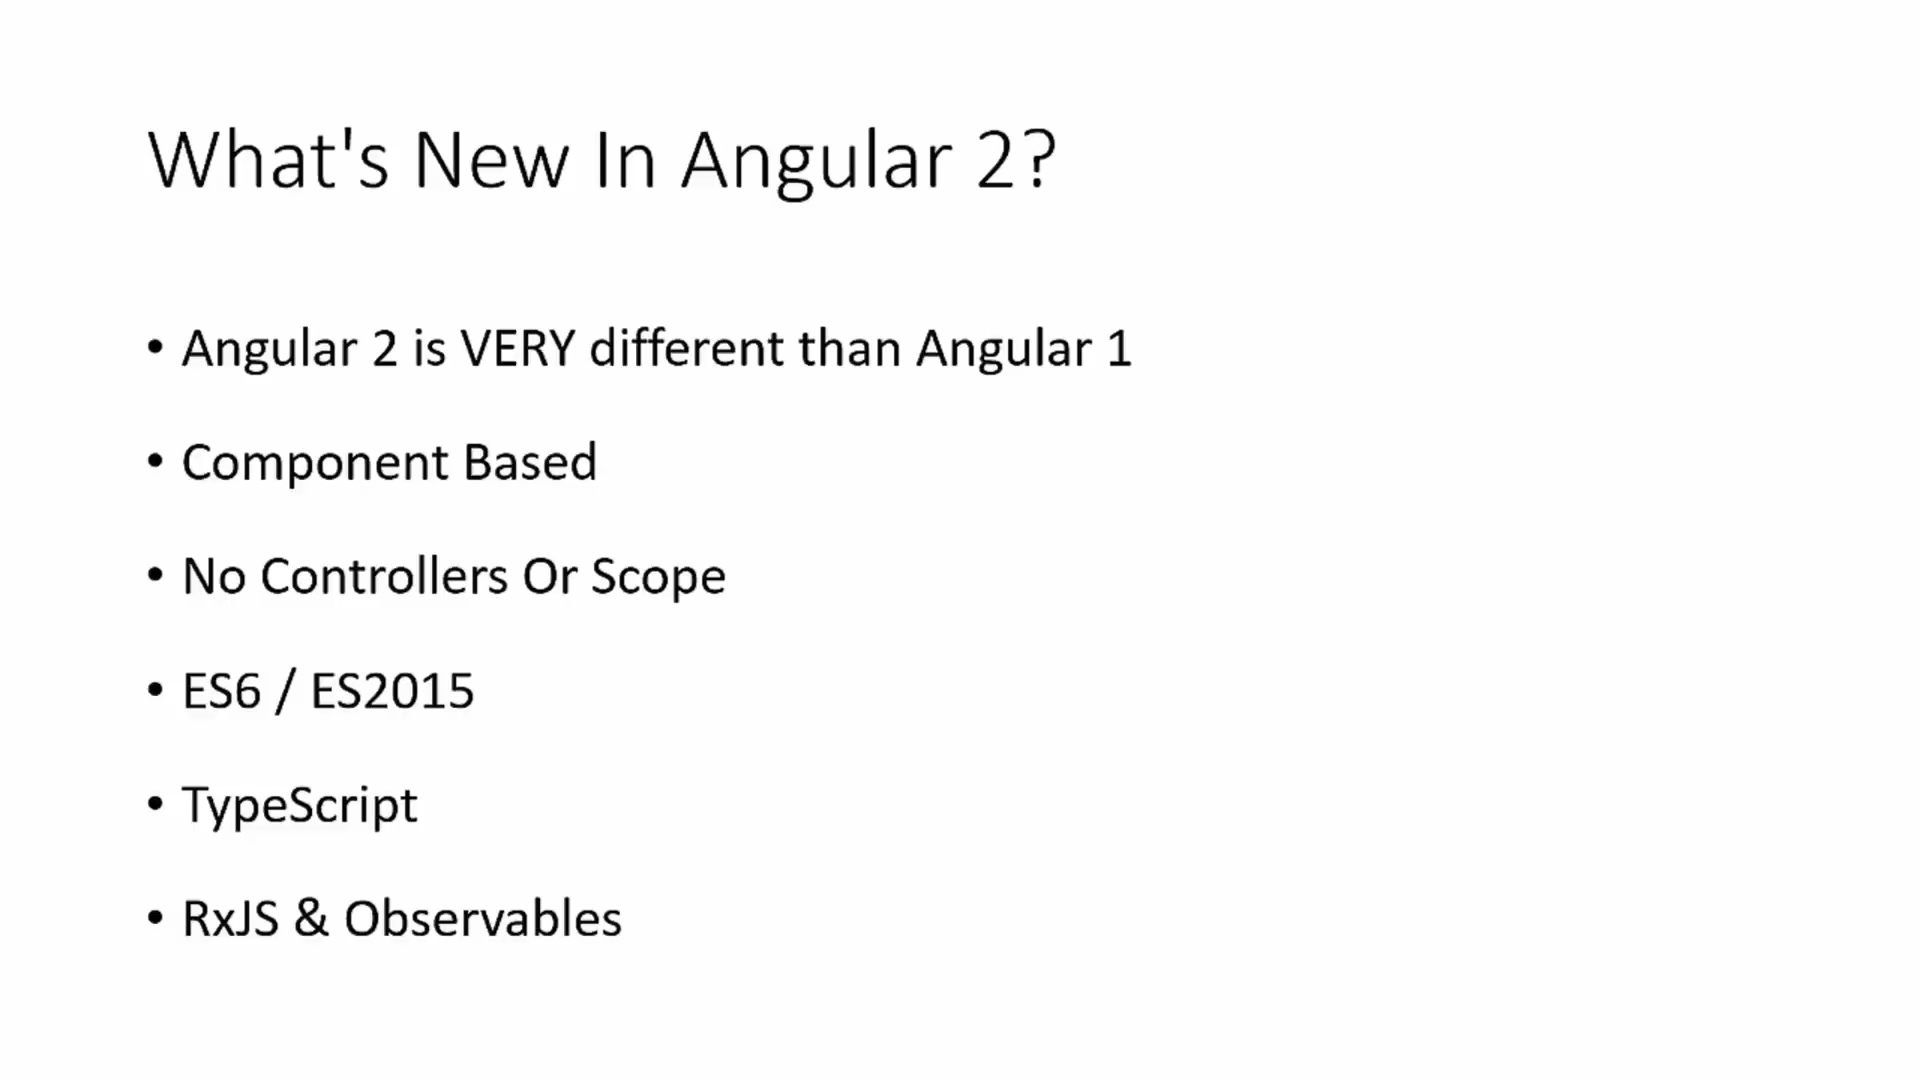 What's New In Angular 2?
• Angular 2 is VERY different than Angular 1
• Component Based
• No Controllers Or Scope
• ES6 / ES2015
• TypeScript
• RxJS & Observables